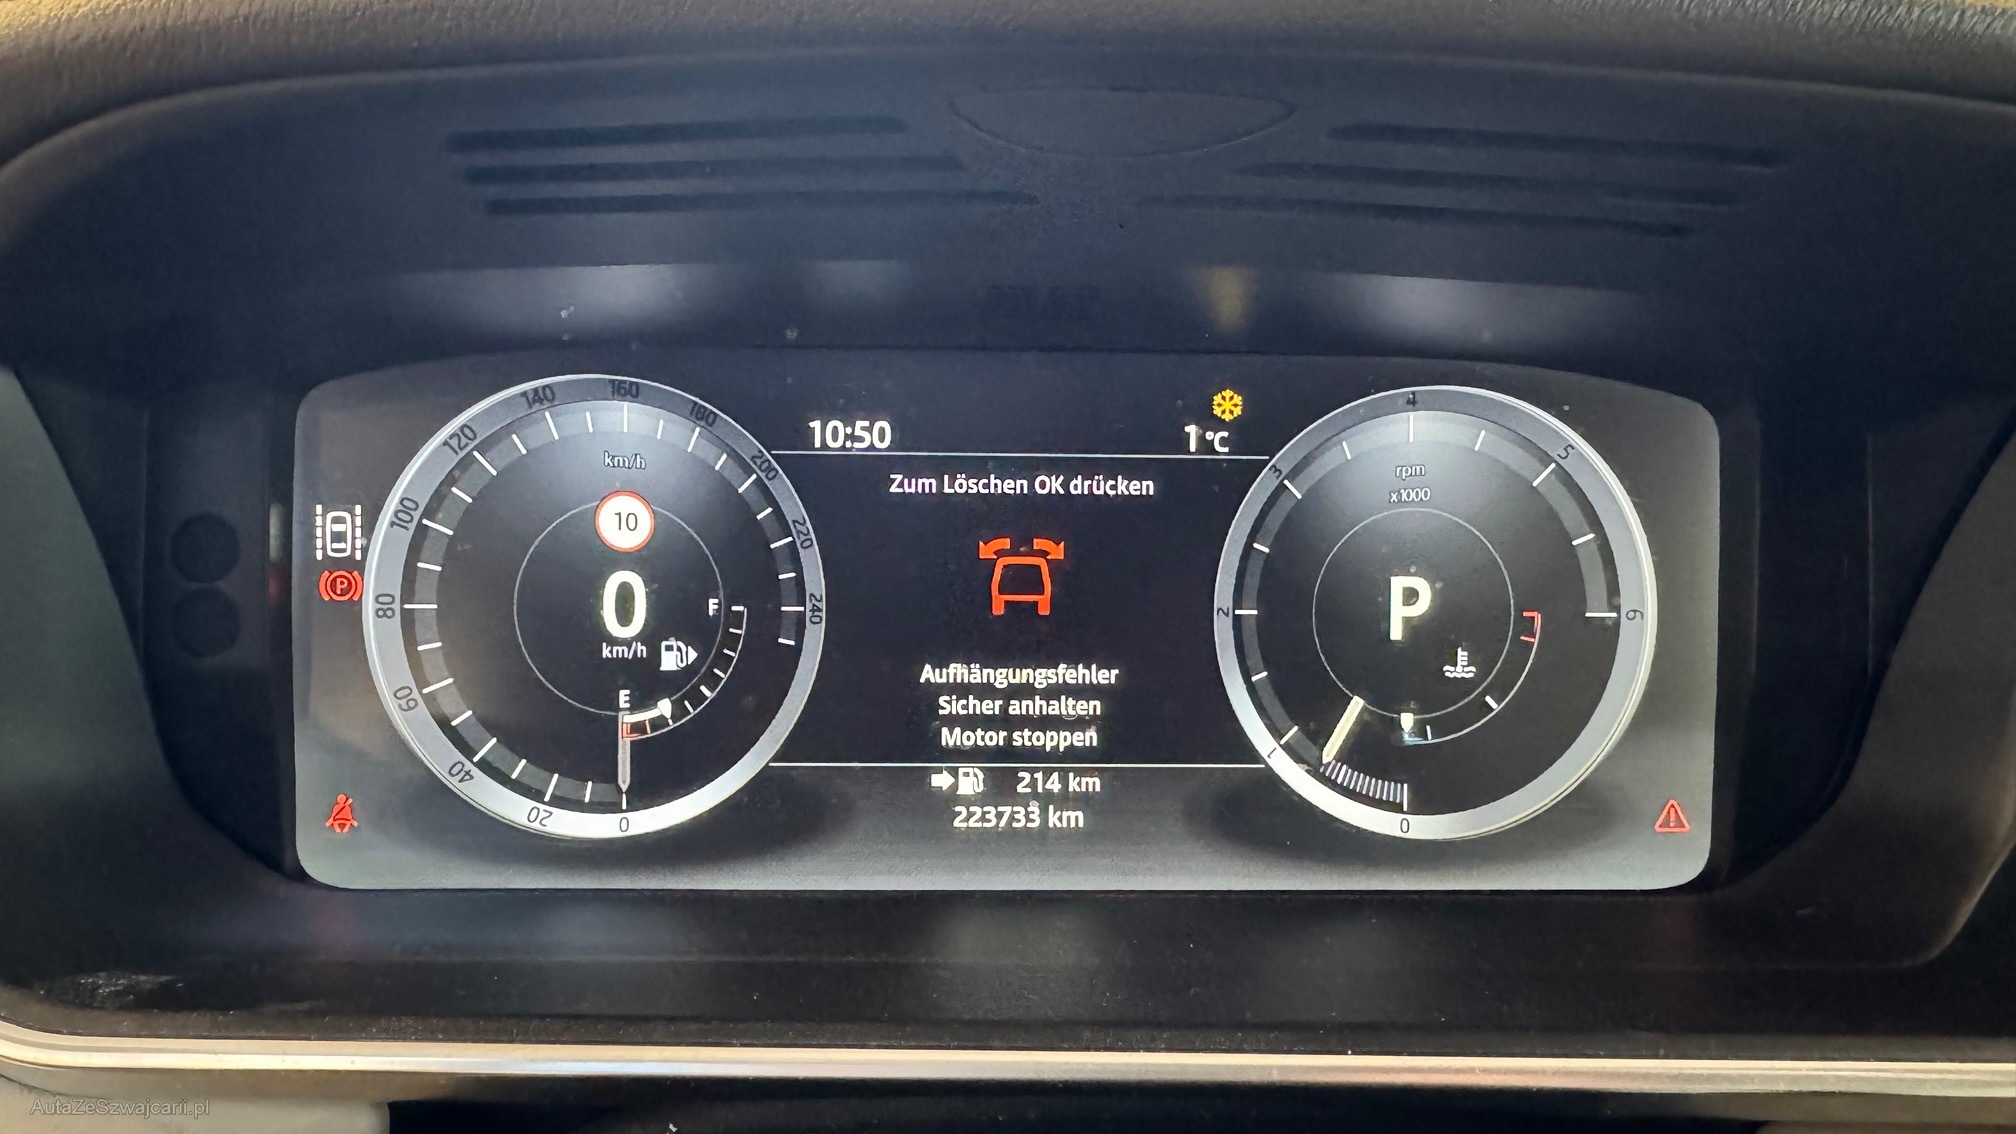 10:50
1 °C
Zum Löschen OK drücken
Aufhängungsfehler
Sicher anhalten
Motor stoppen
214 km
223733 km
km/h
10
0
km/h
F
E
0
20
40
60
80
100
120
140
160
180
200
220
240
P
rpm
x1000
P
0
1
2
3
4
5
6
AutaZeSzwajcarii.pl